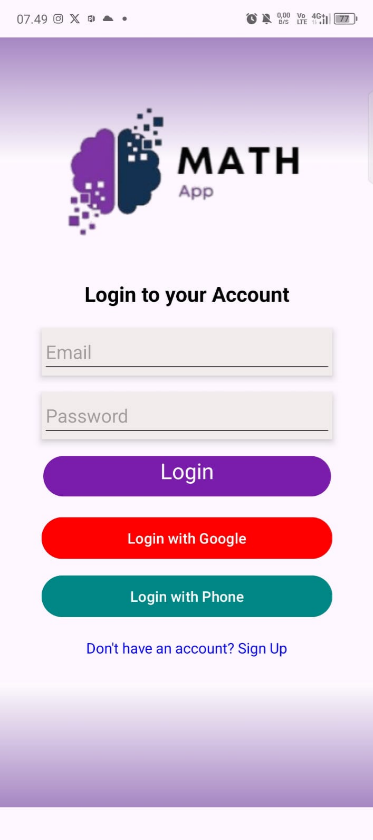 07.49
0,00 B/S
Vo LTE
4G+
77
MATH
App
Login to your Account
Email
Password
Login
Login with Google
Login with Phone
Don't have an account? Sign Up